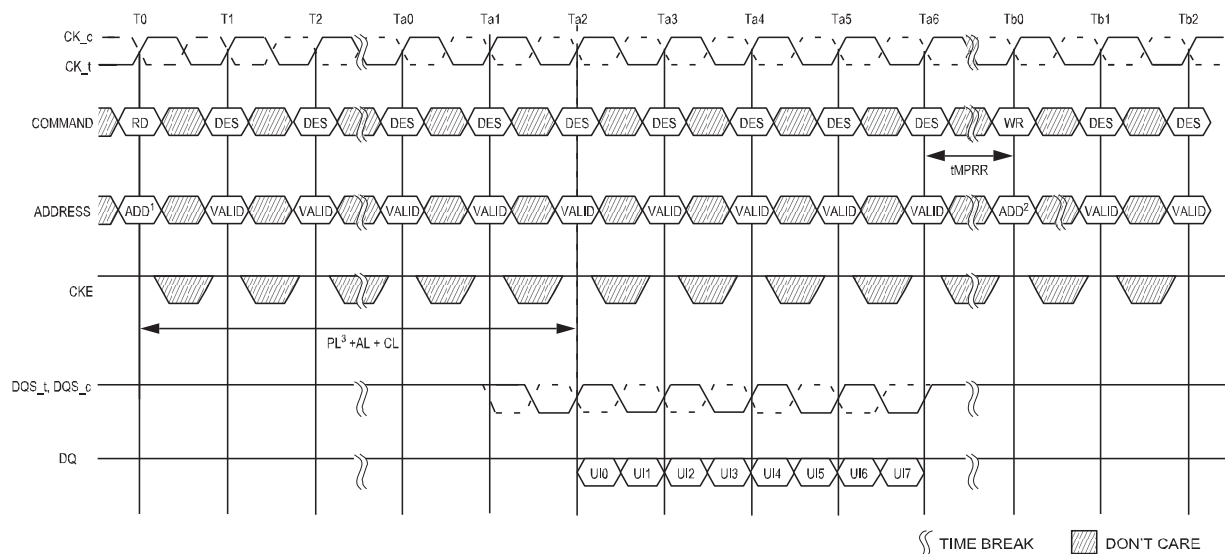 T0 T1 T2 Ta0 Ta1 Ta2 Ta3 Ta4 Ta5 Ta6 Tb0 Tb1 Tb2
CK_c
CK_t
COMMAND RD DES DES DES DES DES DES DES DES DES WR DES DES
tMPRR
ADDRESS ADD¹ VALID VALID VALID VALID VALID VALID VALID VALID VALID ADD² VALID VALID
CKE
PL³ +AL + CL
DQS_t, DQS_c
DQ UI0 UI1 UI2 UI3 UI4 UI5 UI6 UI7
TIME BREAK DON'T CARE